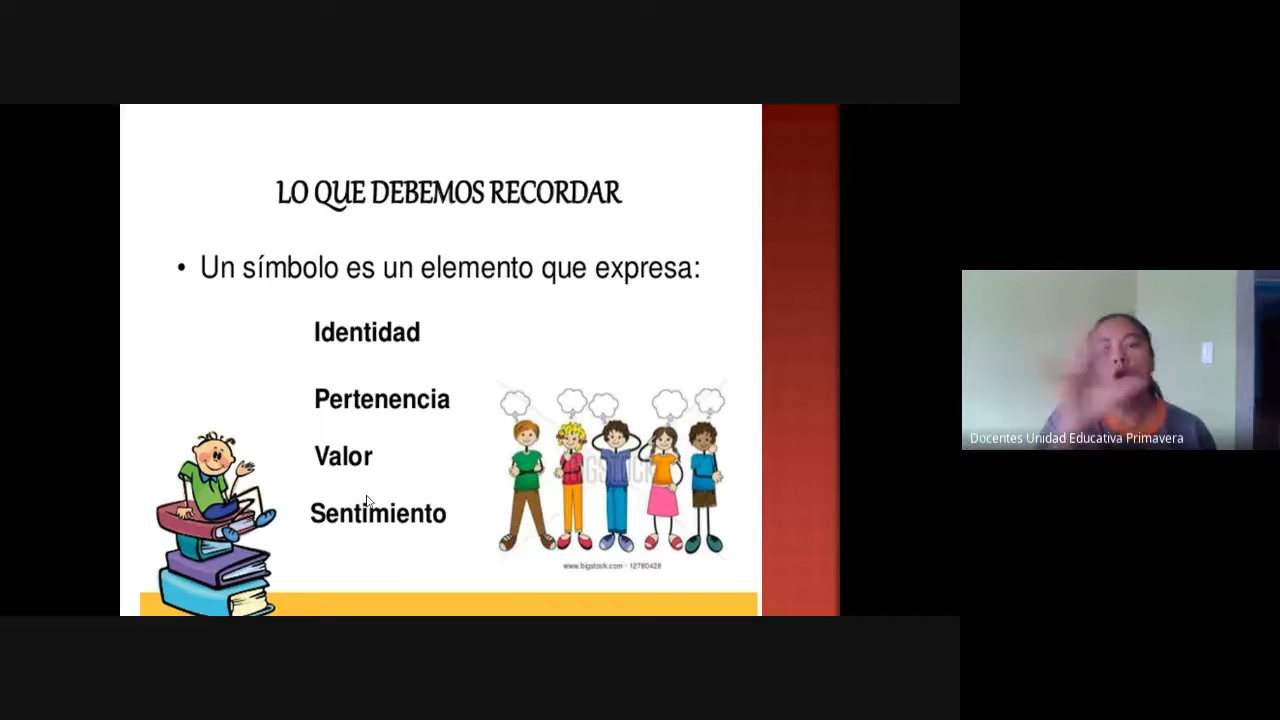 LO QUE DEBEMOS RECORDAR
• Un símbolo es un elemento que expresa:
Identidad
Pertenencia
Valor
Sentimiento
BIGSTOCK
www.bigstock.com · 12780428
Docentes Unidad Educativa Primavera